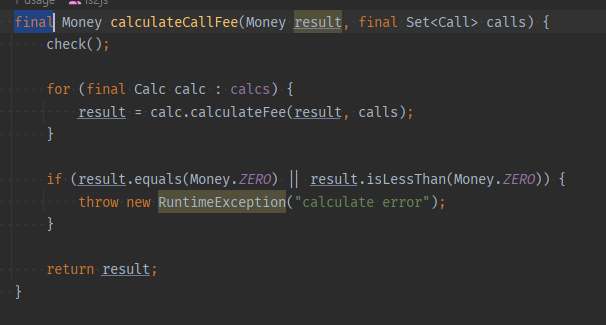 1 usage is2js
final Money calculateCallFee(Money result, final Set<Call> calls) {
check();
for (final Calc calc : calcs) {
result = calc.calculateFee(result, calls);
}
if (result.equals(Money.ZERO) || result.isLessThan(Money.ZERO)) {
throw new RuntimeException("calculate error");
}
return result;
}